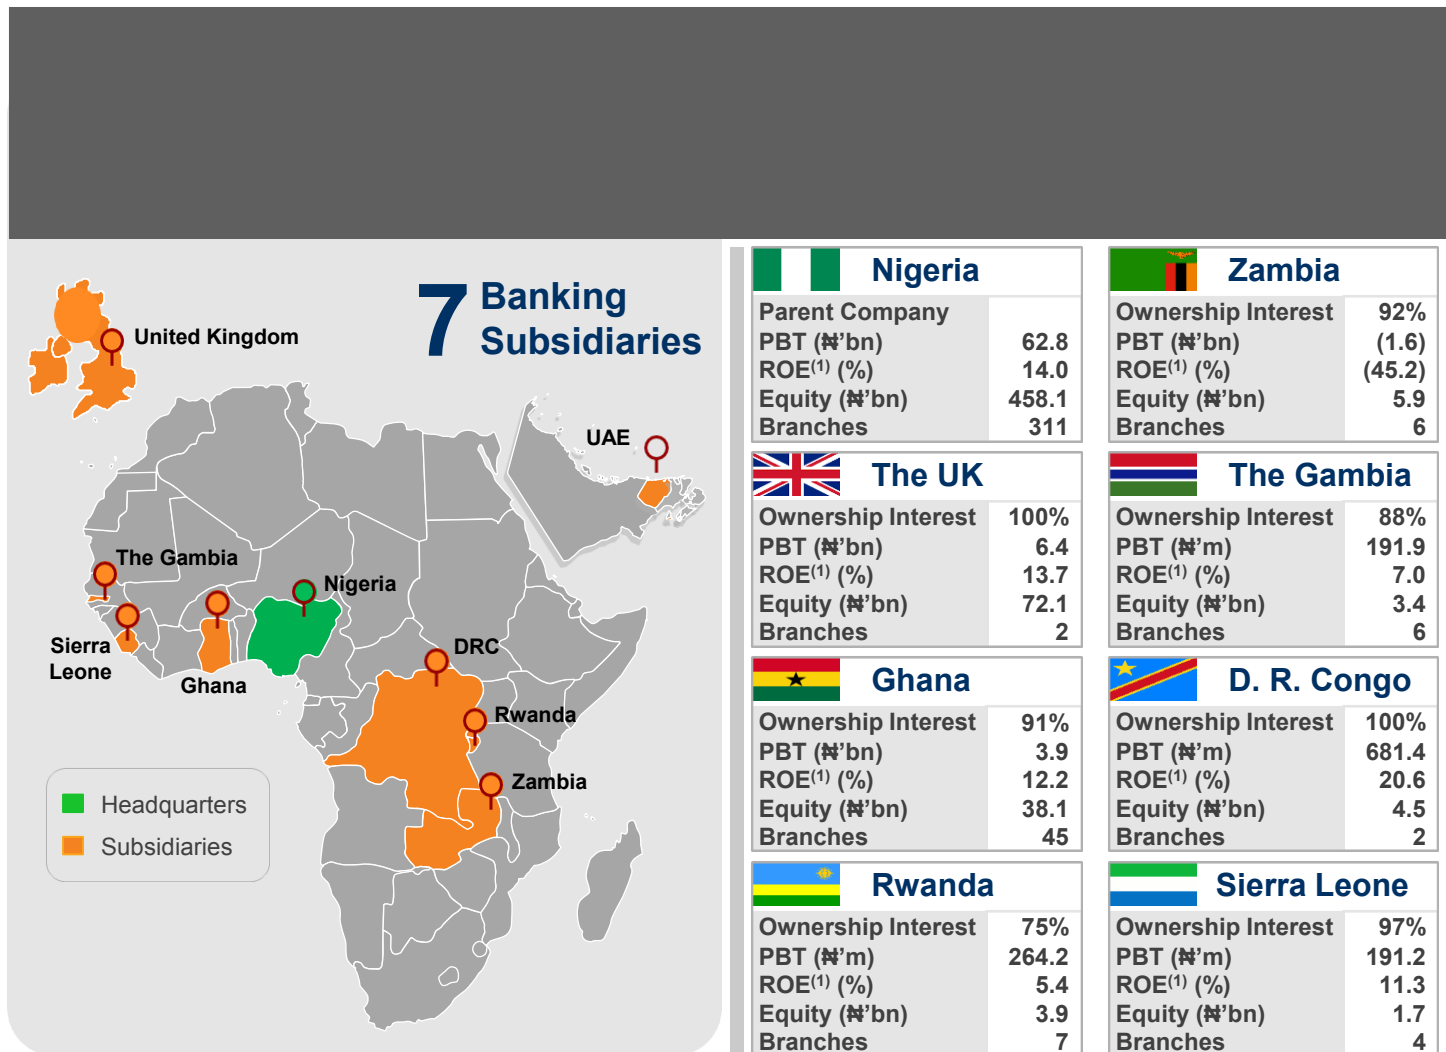 7 Banking
Subsidiaries
United Kingdom
UAE
The Gambia
Nigeria
Sierra
Leone
Ghana
DRC
Rwanda
Zambia
Headquarters
Subsidiaries
Nigeria
Parent Company
PBT (₦'bn) 62.8
ROE(1) (%) 14.0
Equity (₦'bn) 458.1
Branches 311
Zambia
Ownership Interest 92%
PBT (₦'bn) (1.6)
ROE(1) (%) (45.2)
Equity (₦'bn) 5.9
Branches 6
The UK
Ownership Interest 100%
PBT (₦'bn) 6.4
ROE(1) (%) 13.7
Equity (₦'bn) 72.1
Branches 2
The Gambia
Ownership Interest 88%
PBT (₦'m) 191.9
ROE(1) (%) 7.0
Equity (₦'bn) 3.4
Branches 6
Ghana
Ownership Interest 91%
PBT (₦'bn) 3.9
ROE(1) (%) 12.2
Equity (₦'bn) 38.1
Branches 45
D. R. Congo
Ownership Interest 100%
PBT (₦'m) 681.4
ROE(1) (%) 20.6
Equity (₦'bn) 4.5
Branches 2
Rwanda
Ownership Interest 75%
PBT (₦'m) 264.2
ROE(1) (%) 5.4
Equity (₦'bn) 3.9
Branches 7
Sierra Leone
Ownership Interest 97%
PBT (₦'m) 191.2
ROE(1) (%) 11.3
Equity (₦'bn) 1.7
Branches 4